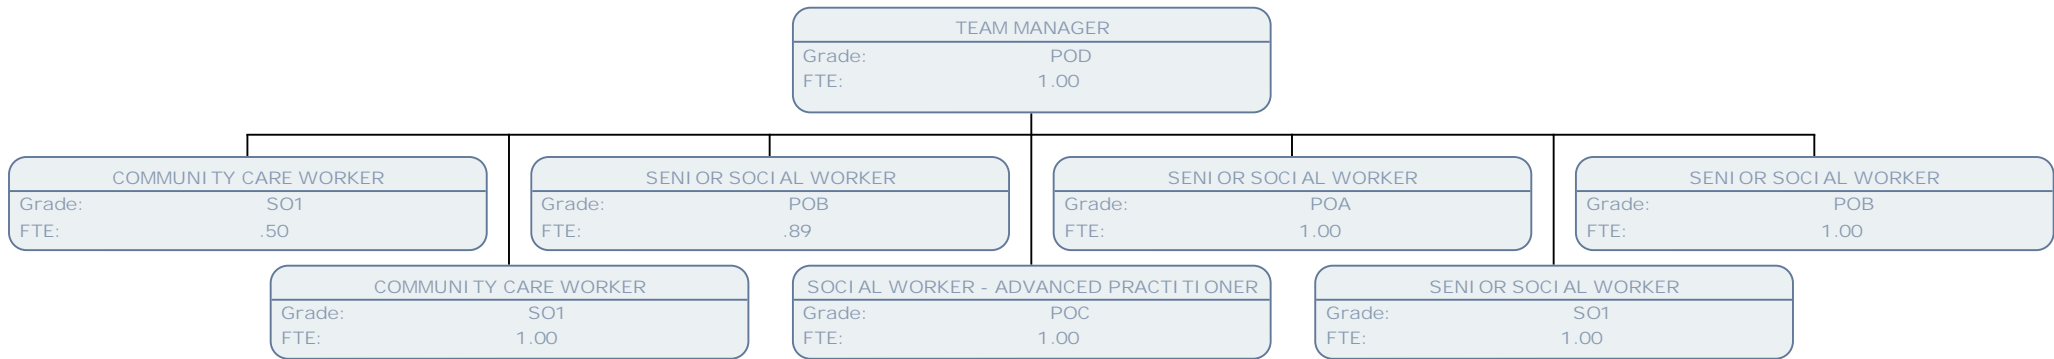 TEAM MANAGER
Grade: POD
FTE: 1.00
COMMUNITY CARE WORKER
Grade: SO1
FTE: .50
SENIOR SOCIAL WORKER
Grade: POB
FTE: .89
SENIOR SOCIAL WORKER
Grade: POA
FTE: 1.00
SENIOR SOCIAL WORKER
Grade: POB
FTE: 1.00
COMMUNITY CARE WORKER
Grade: SO1
FTE: 1.00
SOCIAL WORKER - ADVANCED PRACTITIONER
Grade: POC
FTE: 1.00
SENIOR SOCIAL WORKER
Grade: SO1
FTE: 1.00